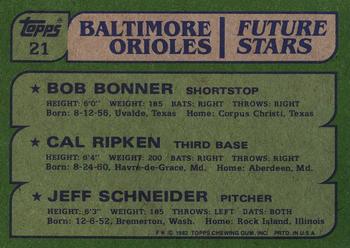 Topps
21
BALTIMORE
ORIOLES
FUTURE
STARS
★ BOB BONNER SHORTSTOP
HEIGHT: 6'0" WEIGHT: 185 BATS: RIGHT THROWS: RIGHT
Born: 8-12-56, Uvalde, Texas Home: Corpus Christi, Texas
★ CAL RIPKEN THIRD BASE
HEIGHT: 6'4" WEIGHT: 200 BATS: RIGHT THROWS: RIGHT
Born: 8-24-60, Havre-de-Grace, Md. Home: Aberdeen, Md.
★ JEFF SCHNEIDER PITCHER
HEIGHT: 6'3" WEIGHT: 185 THROWS: LEFT BATS: BOTH
Born: 12-6-52, Bremerton, Wash. Home: Rock Island, Illinois
F★ © 1982 TOPPS CHEWING GUM, INC. PRTD. IN U.S.A.